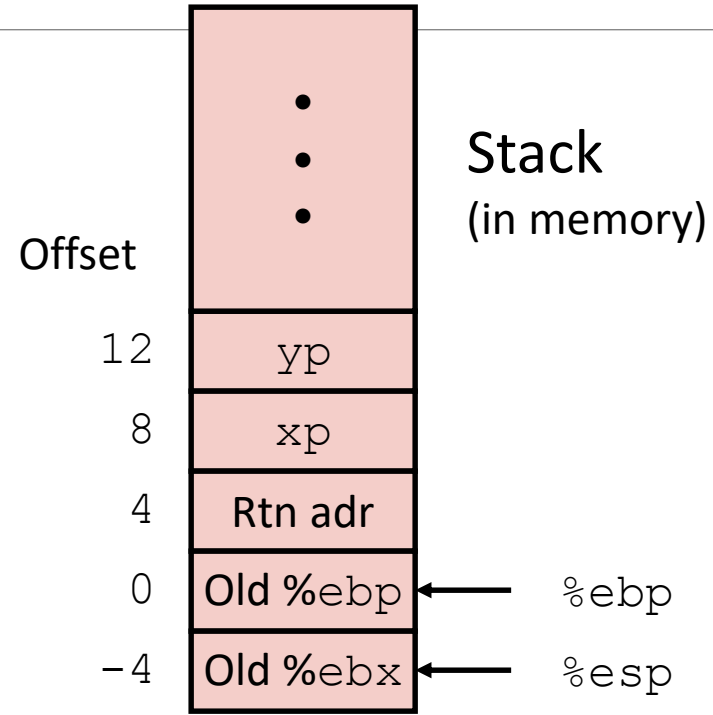 Stack
(in memory)
Offset
12 yp
8 xp
4 Rtn adr
0 Old %ebp %ebp
-4 Old %ebx %esp